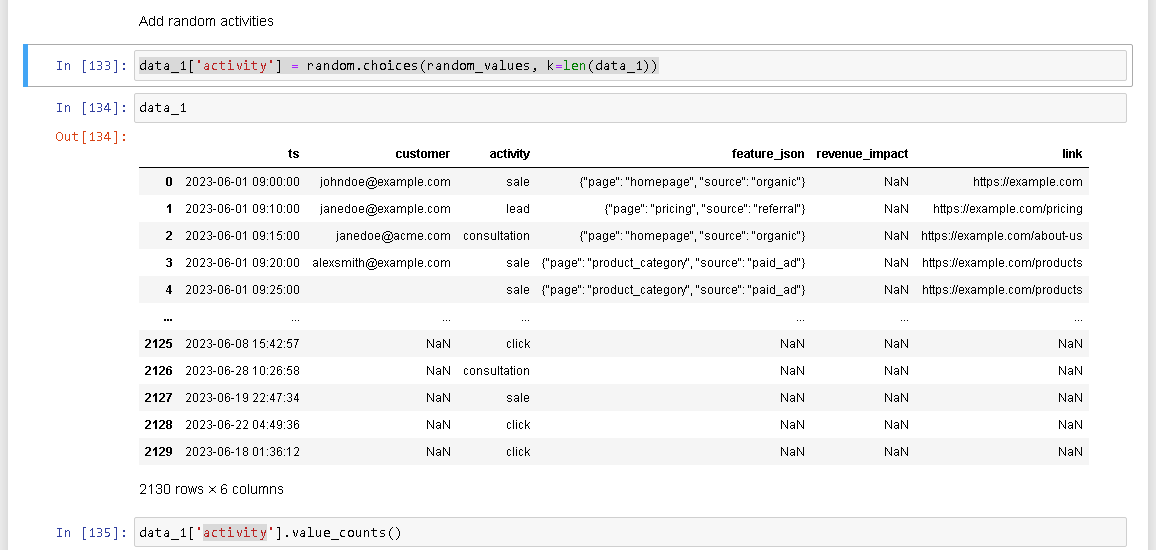 Add random activities
In [133]: data_1['activity'] = random.choices(random_values, k=len(data_1))
In [134]: data_1
Out[134]:
ts customer activity feature_json revenue_impact link
0 2023-06-01 09:00:00 johndoe@example.com sale {"page": "homepage", "source": "organic"} NaN https://example.com
1 2023-06-01 09:10:00 janedoe@example.com lead {"page": "pricing", "source": "referral"} NaN https://example.com/pricing
2 2023-06-01 09:15:00 janedoe@acme.com consultation {"page": "homepage", "source": "organic"} NaN https://example.com/about-us
3 2023-06-01 09:20:00 alexsmith@example.com sale {"page": "product_category", "source": "paid_ad"} NaN https://example.com/products
4 2023-06-01 09:25:00 sale {"page": "product_category", "source": "paid_ad"} NaN https://example.com/products
... ... ... ... ... ... ...
2125 2023-06-08 15:42:57 NaN click NaN NaN NaN
2126 2023-06-28 10:26:58 NaN consultation NaN NaN NaN
2127 2023-06-19 22:47:34 NaN sale NaN NaN NaN
2128 2023-06-22 04:49:36 NaN click NaN NaN NaN
2129 2023-06-18 01:36:12 NaN click NaN NaN NaN
2130 rows × 6 columns
In [135]: data_1['activity'].value_counts()